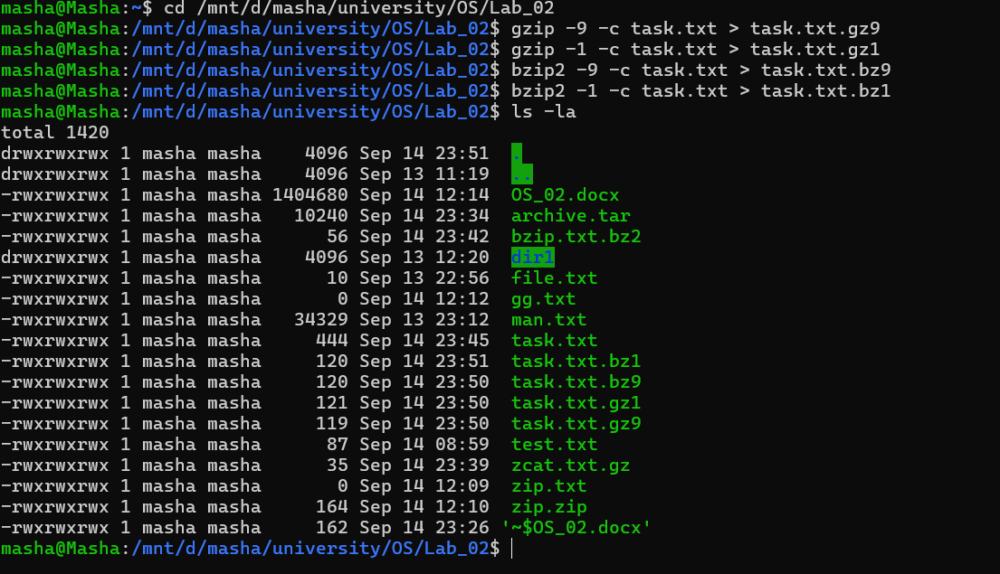 masha@Masha:~$ cd /mnt/d/masha/university/OS/Lab_02
masha@Masha:/mnt/d/masha/university/OS/Lab_02$ gzip -9 -c task.txt > task.txt.gz9
masha@Masha:/mnt/d/masha/university/OS/Lab_02$ gzip -1 -c task.txt > task.txt.gz1
masha@Masha:/mnt/d/masha/university/OS/Lab_02$ bzip2 -9 -c task.txt > task.txt.bz9
masha@Masha:/mnt/d/masha/university/OS/Lab_02$ bzip2 -1 -c task.txt > task.txt.bz1
masha@Masha:/mnt/d/masha/university/OS/Lab_02$ ls -la
total 1420
drwxrwxrwx 1 masha masha    4096 Sep 14 23:51  .
drwxrwxrwx 1 masha masha    4096 Sep 13 11:19  ..
-rwxrwxrwx 1 masha masha 1404680 Sep 14 12:14  OS_02.docx
-rwxrwxrwx 1 masha masha   10240 Sep 14 23:34  archive.tar
-rwxrwxrwx 1 masha masha      56 Sep 14 23:42  bzip.txt.bz2
drwxrwxrwx 1 masha masha    4096 Sep 13 12:20  dir1
-rwxrwxrwx 1 masha masha      10 Sep 13 22:56  file.txt
-rwxrwxrwx 1 masha masha       0 Sep 14 12:12  gg.txt
-rwxrwxrwx 1 masha masha   34329 Sep 13 23:12  man.txt
-rwxrwxrwx 1 masha masha     444 Sep 14 23:45  task.txt
-rwxrwxrwx 1 masha masha     120 Sep 14 23:51  task.txt.bz1
-rwxrwxrwx 1 masha masha     120 Sep 14 23:50  task.txt.bz9
-rwxrwxrwx 1 masha masha     121 Sep 14 23:50  task.txt.gz1
-rwxrwxrwx 1 masha masha     119 Sep 14 23:50  task.txt.gz9
-rwxrwxrwx 1 masha masha      87 Sep 14 08:59  test.txt
-rwxrwxrwx 1 masha masha      35 Sep 14 23:39  zcat.txt.gz
-rwxrwxrwx 1 masha masha       0 Sep 14 12:09  zip.txt
-rwxrwxrwx 1 masha masha     164 Sep 14 12:10  zip.zip
-rwxrwxrwx 1 masha masha     162 Sep 14 23:26 '~$OS_02.docx'
masha@Masha:/mnt/d/masha/university/OS/Lab_02$